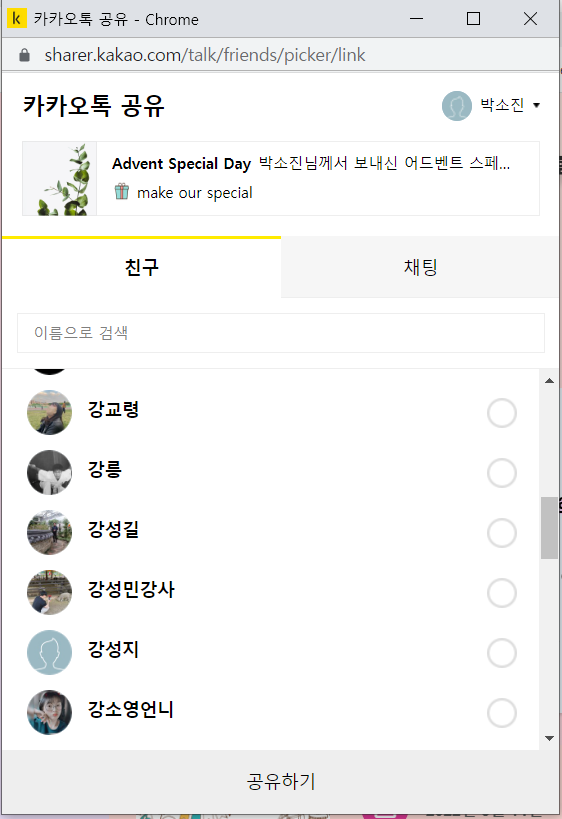 카카오톡 공유 - Chrome
sharer.kakao.com/talk/friends/picker/link
카카오톡 공유
박소진
Advent Special Day 박소진님께서 보내신 어드벤트 스페...
make our special
친구
채팅
이름으로 검색
강교령
강릉
강성길
강성민강사
강성지
강소영언니
공유하기